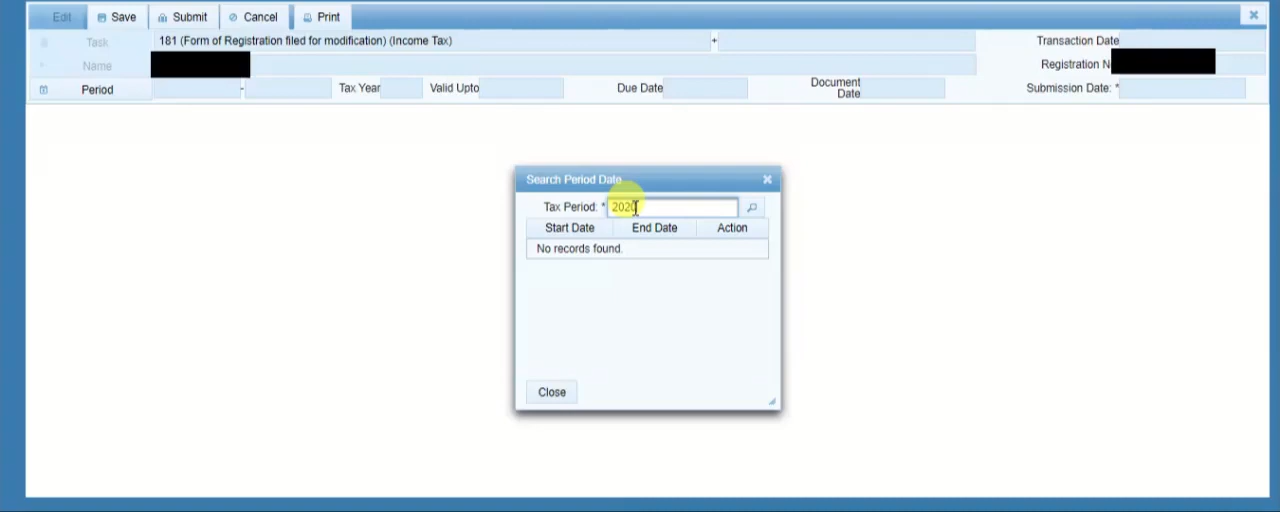 Edit Save Submit Cancel Print
Task 181 (Form of Registration filed for modification) (Income Tax) + Transaction Date
Name Registration N
Period - Tax Year Valid Upto Due Date Document Date Submission Date: *
Search Period Date
Tax Period: * 2020
Start Date End Date Action
No records found.
Close